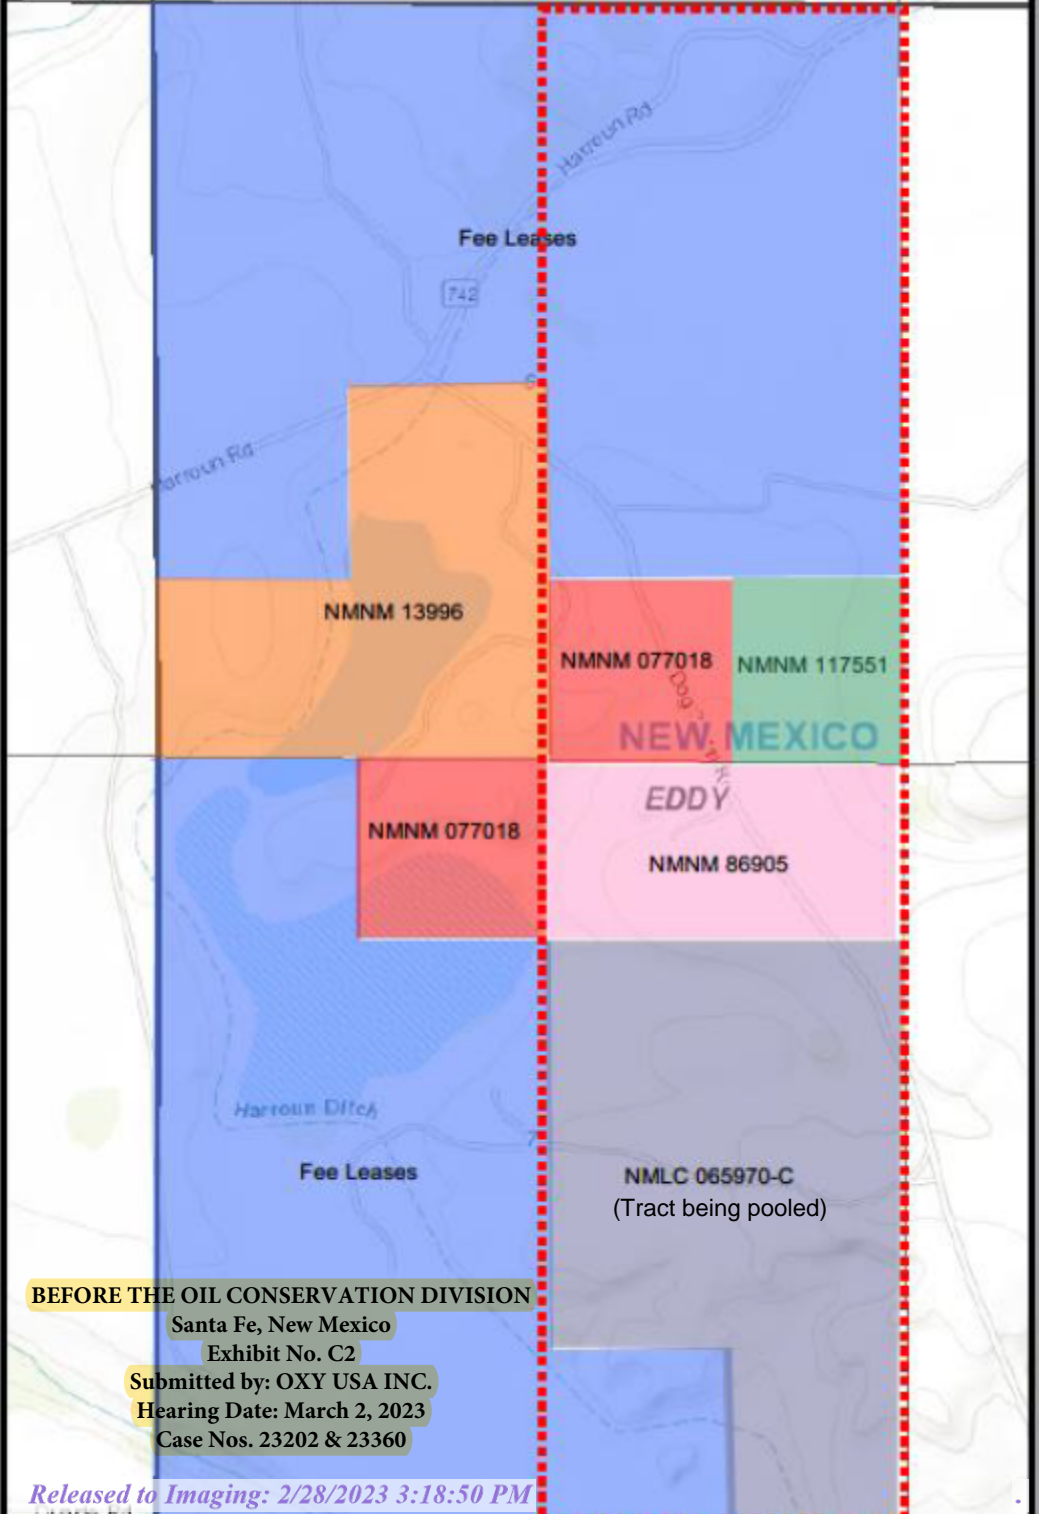 Harroun Rd
Fee Leases
742
6
Harroun Rd
NMNM 13996
NMNM 077018
NMNM 117551
NEW MEXICO
EDDY
NMNM 077018
NMNM 86905
Harroun Ditch
7
Fee Leases
NMLC 065970-C
(Tract being pooled)
BEFORE THE OIL CONSERVATION DIVISION
Santa Fe, New Mexico
Exhibit No. C2
Submitted by: OXY USA INC.
Hearing Date: March 2, 2023
Case Nos. 23202 & 23360
Released to Imaging: 2/28/2023 3:18:50 PM